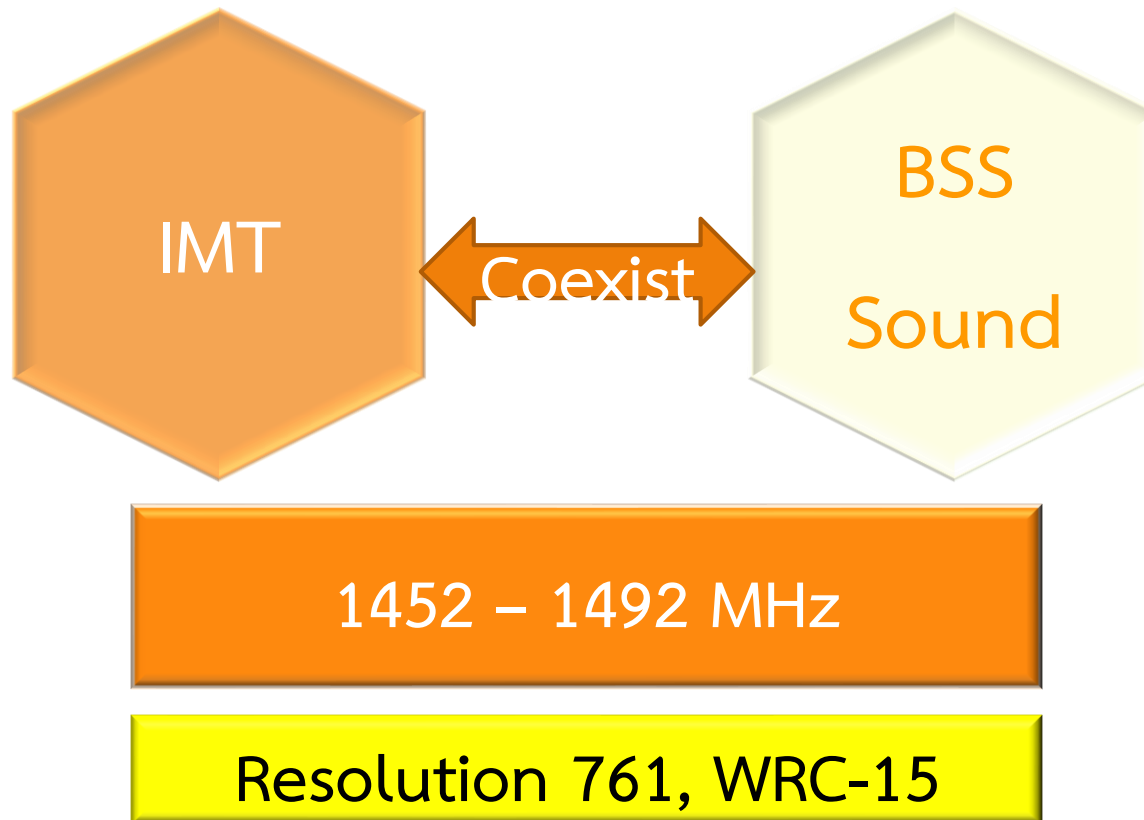 IMT
Coexist
BSS
Sound
1452 – 1492 MHz
Resolution 761, WRC-15